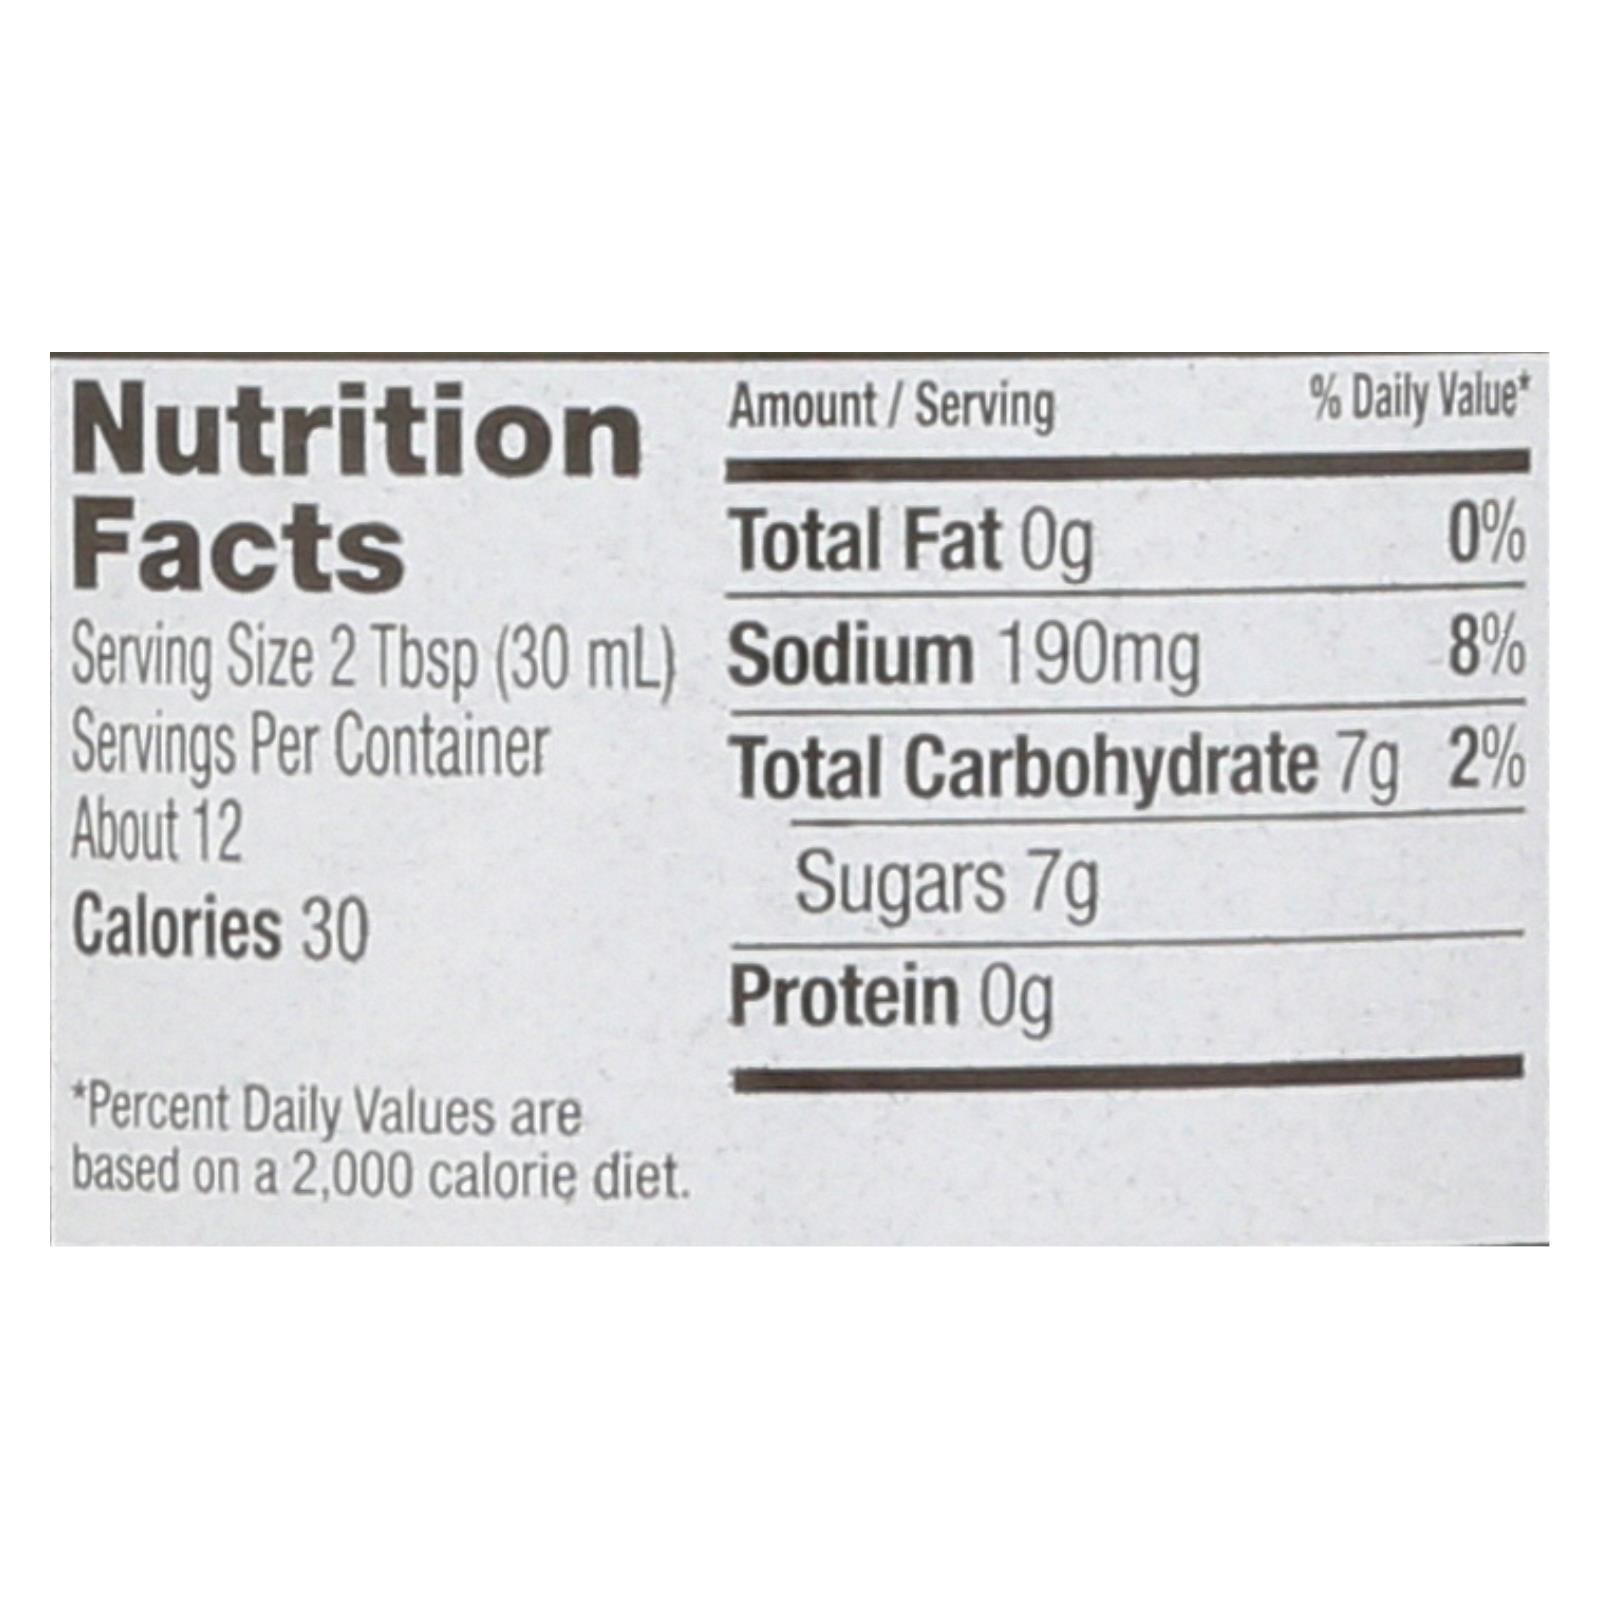 Nutrition
Facts
Serving Size 2 Tbsp (30 mL)
Servings Per Container
About 12
Calories 30
*Percent Daily Values are
based on a 2,000 calorie diet.
Amount / Serving % Daily Value*
Total Fat 0g 0%
Sodium 190mg 8%
Total Carbohydrate 7g 2%
Sugars 7g
Protein 0g